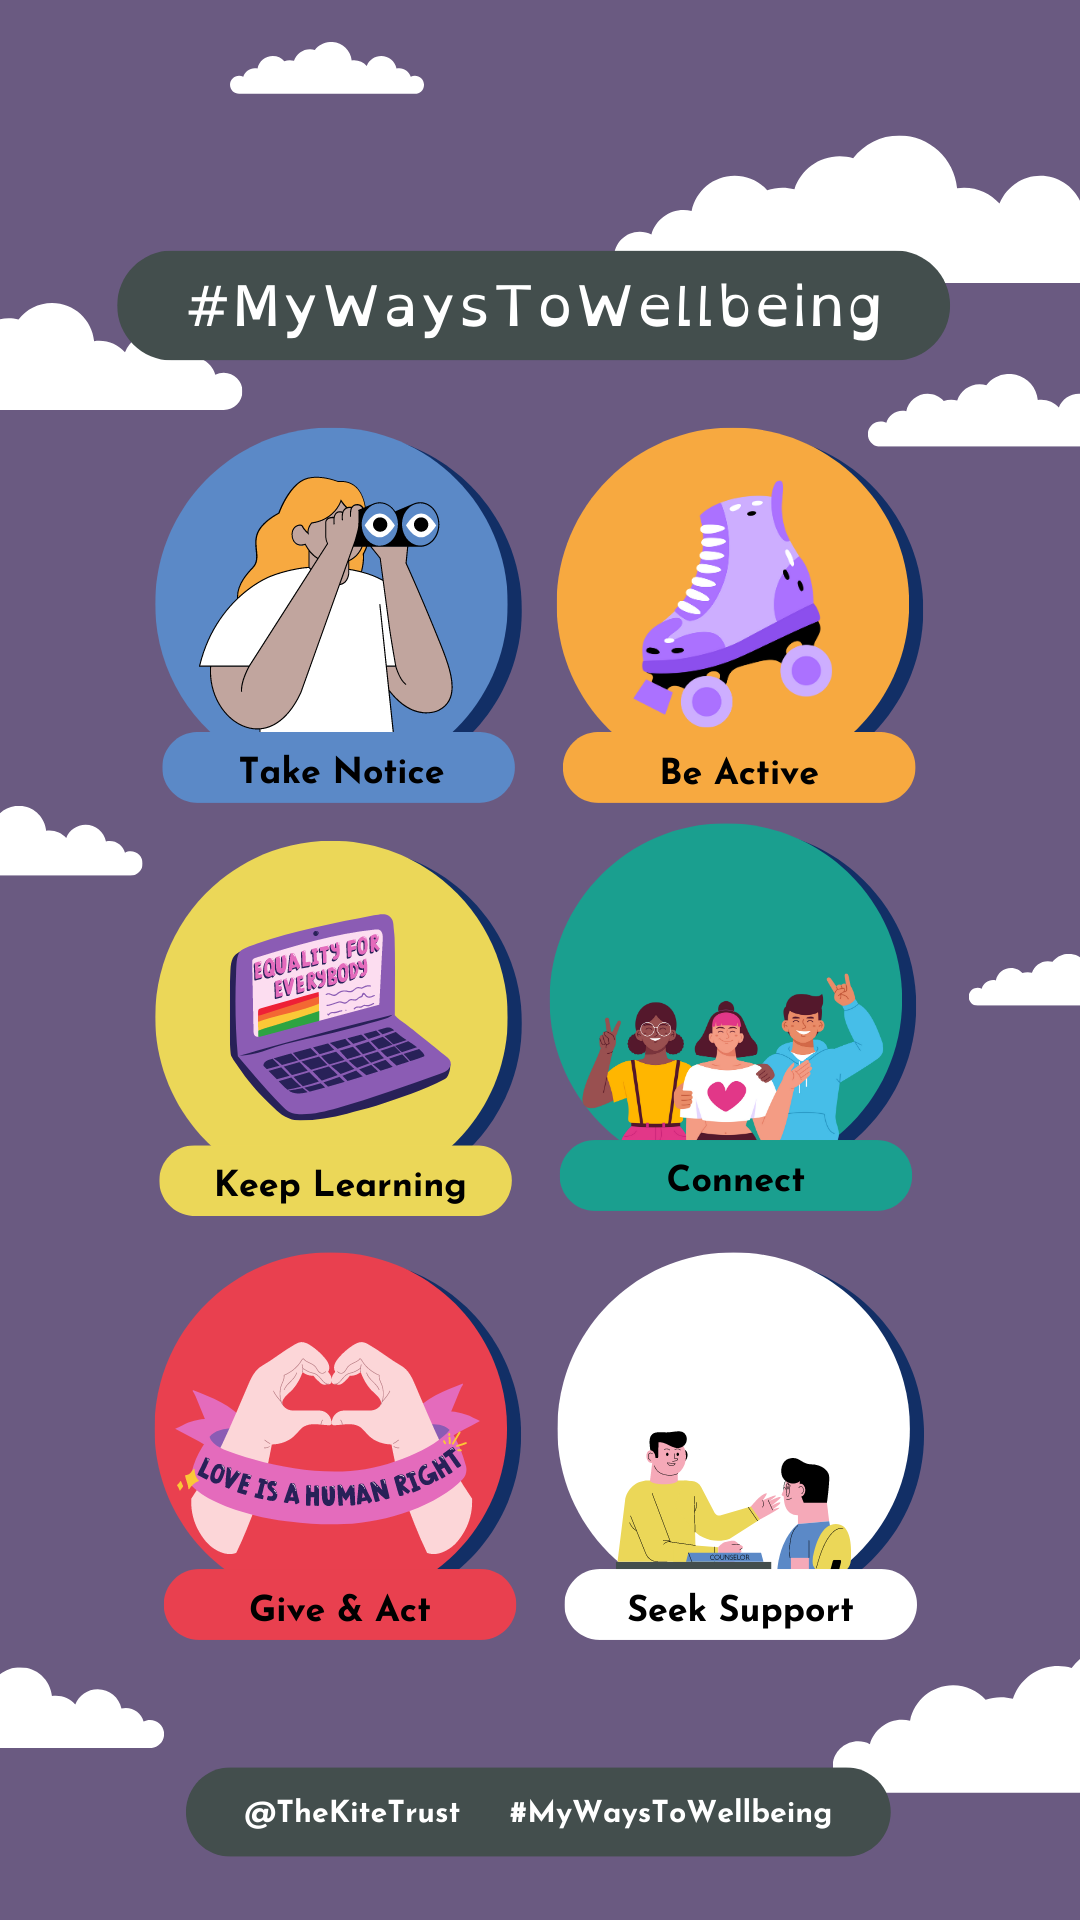 #MyWaysToWellbeing
Take Notice
Be Active
EQUALITY FOR
EVERYBODY
Keep Learning
Connect
LOVE IS A HUMAN RIGHT
Give & Act
COUNSELOR
Seek Support
@TheKiteTrust #MyWaysToWellbeing